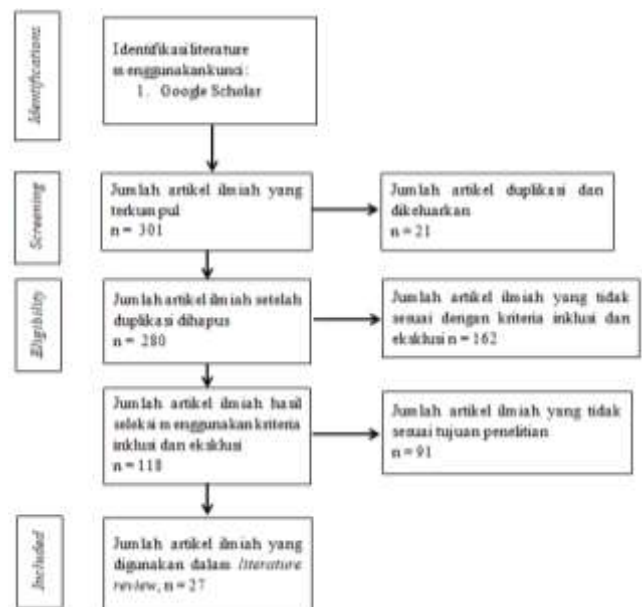 Identifications
Identifikasi literature
menggunakan kunci:
1. Google Scholar
Screening
Jumlah artikel ilmiah yang
terkumpul
n = 301
Jumlah artikel duplikasi dan
dikeluarkan
n = 21
Eligibility
Jumlah artikel ilmiah setelah
duplikasi dihapus
n = 280
Jumlah artikel ilmiah yang tidak
sesuai dengan kriteria inklusi dan
eksklusi n = 162
Jumlah artikel ilmiah hasil
seleksi menggunakan kriteria
inklusi dan eksklusi
n = 118
Jumlah artikel ilmiah yang tidak
sesuai tujuan penelitian
n = 91
Included
Jumlah artikel ilmiah yang
digunakan dalam literature
review, n = 27